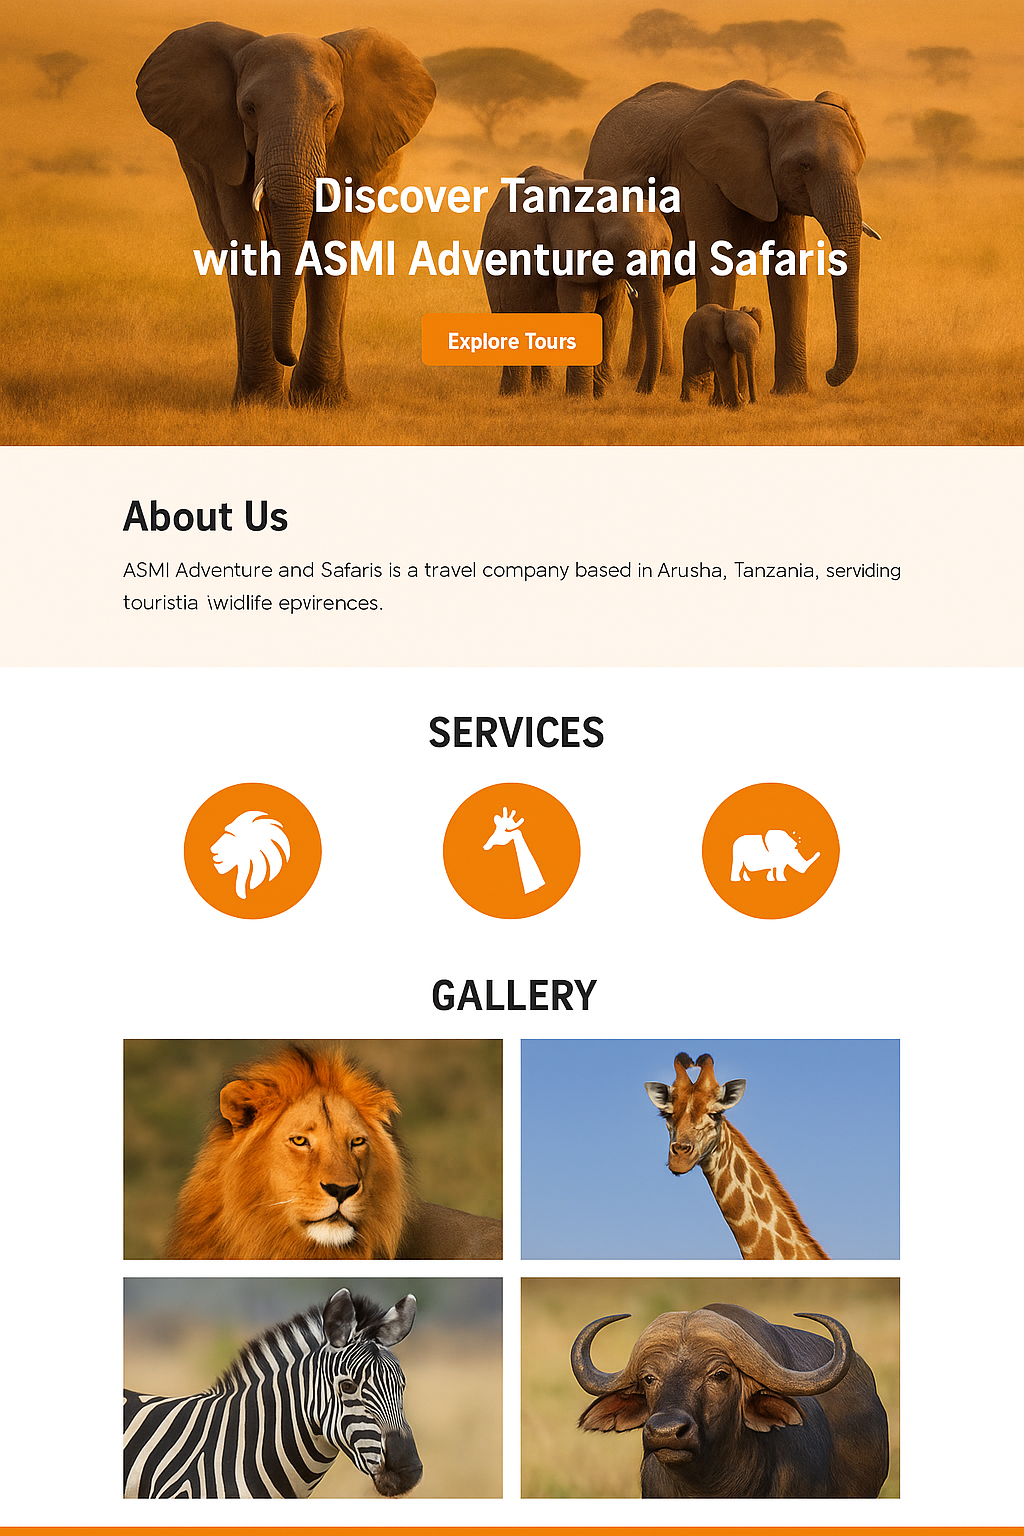 Discover Tanzania
with ASMI Adventure and Safaris
Explore Tours
About Us
ASMI Adventure and Safaris is a travel company based in Arusha, Tanzania, serviding
touristia \widlife epvirences.
SERVICES
GALLERY